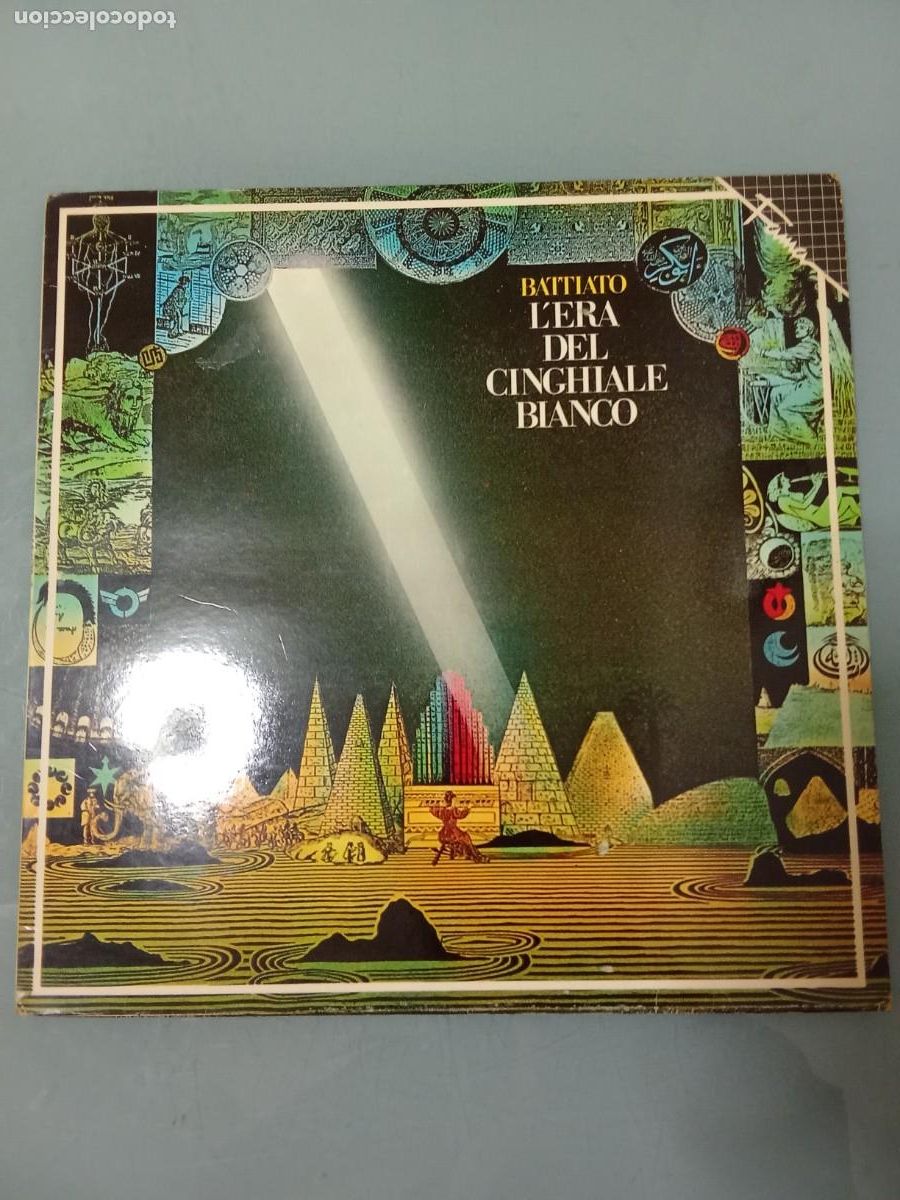 todocoleccion
BATTIATO
L'ERA
DEL
CINGHIALE
BIANCO